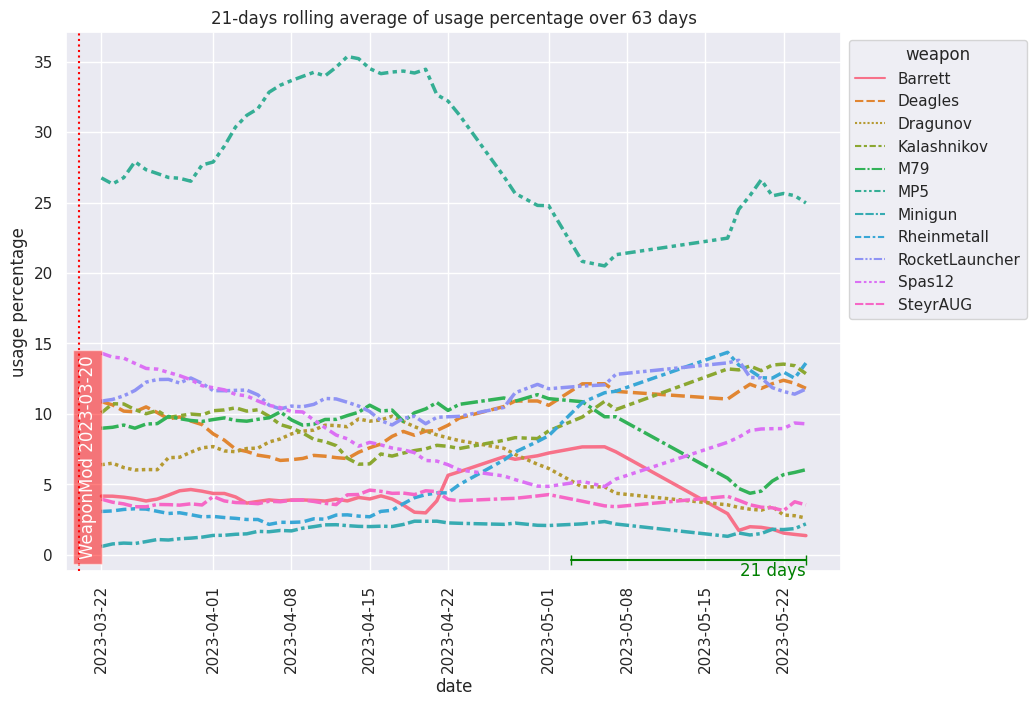 21-days rolling average of usage percentage over 63 days
usage percentage
35
30
25
20
15
10
5
0
WeaponMod 2023-03-20
21 days
2023-03-22
2023-04-01
2023-04-08
2023-04-15
2023-04-22
2023-05-01
2023-05-08
2023-05-15
2023-05-22
date
weapon
Barrett
Deagles
Dragunov
Kalashnikov
M79
MP5
Minigun
Rheinmetall
RocketLauncher
Spas12
SteyrAUG